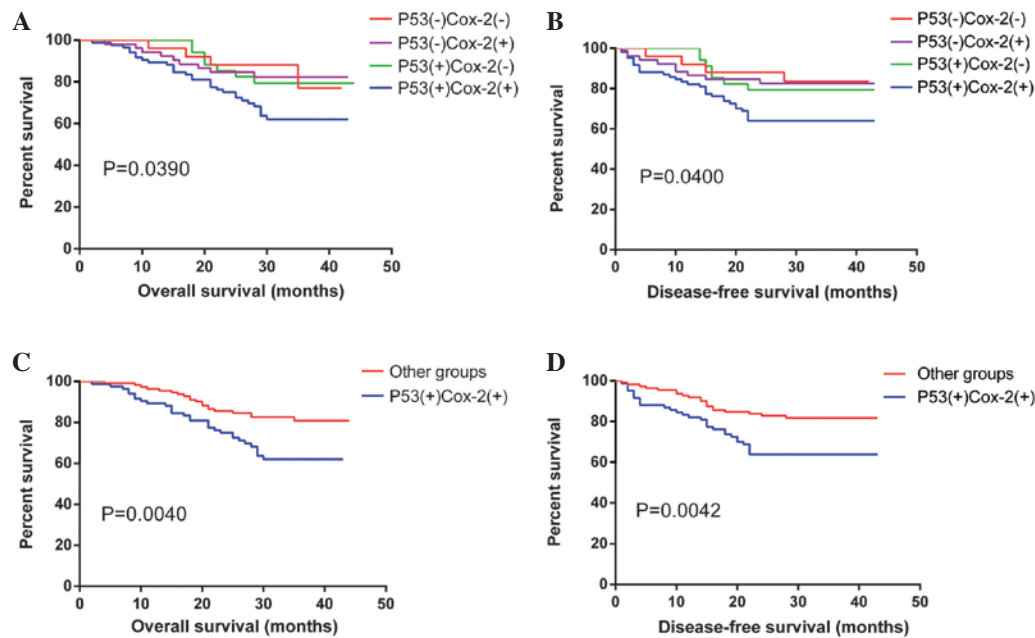 A
P53(-)Cox-2(-)
P53(-)Cox-2(+)
P53(+)Cox-2(-)
P53(+)Cox-2(+)
Percent survival
100
80
60
40
20
0
P=0.0390
0 10 20 30 40 50
Overall survival (months)
B
P53(-)Cox-2(-)
P53(-)Cox-2(+)
P53(+)Cox-2(-)
P53(+)Cox-2(+)
Percent survival
100
80
60
40
20
0
P=0.0400
0 10 20 30 40 50
Disease-free survival (months)
C
Other groups
P53(+)Cox-2(+)
Percent survival
100
80
60
40
20
0
P=0.0040
0 10 20 30 40 50
Overall survival (months)
D
Other groups
P53(+)Cox-2(+)
Percent survival
100
80
60
40
20
0
P=0.0042
0 10 20 30 40 50
Disease-free survival (months)